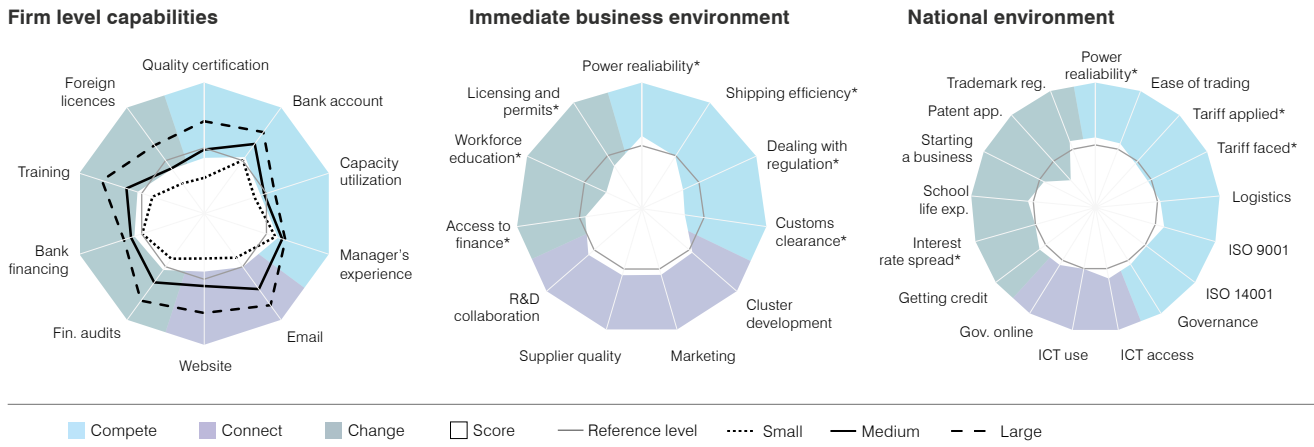 Firm level capabilities
Quality certification
Foreign
licences
Bank account
Training
Capacity
utilization
Bank
financing
Manager's
experience
Fin. audits
Email
Website
Immediate business environment
Power realiability*
Licensing and
permits*
Shipping efficiency*
Workforce
education*
Dealing with
regulation*
Access to
finance*
Customs
clearance*
R&D
collaboration
Cluster
development
Supplier quality
Marketing
National environment
Power
realiability*
Trademark reg.
Ease of trading
Patent app.
Tariff applied*
Starting
a business
Tariff faced*
School
life exp.
Logistics
Interest
rate spread*
ISO 9001
Getting credit
ISO 14001
Gov. online
Governance
ICT use
ICT access
Compete
Connect
Change
Score
Reference level
Small
Medium
Large